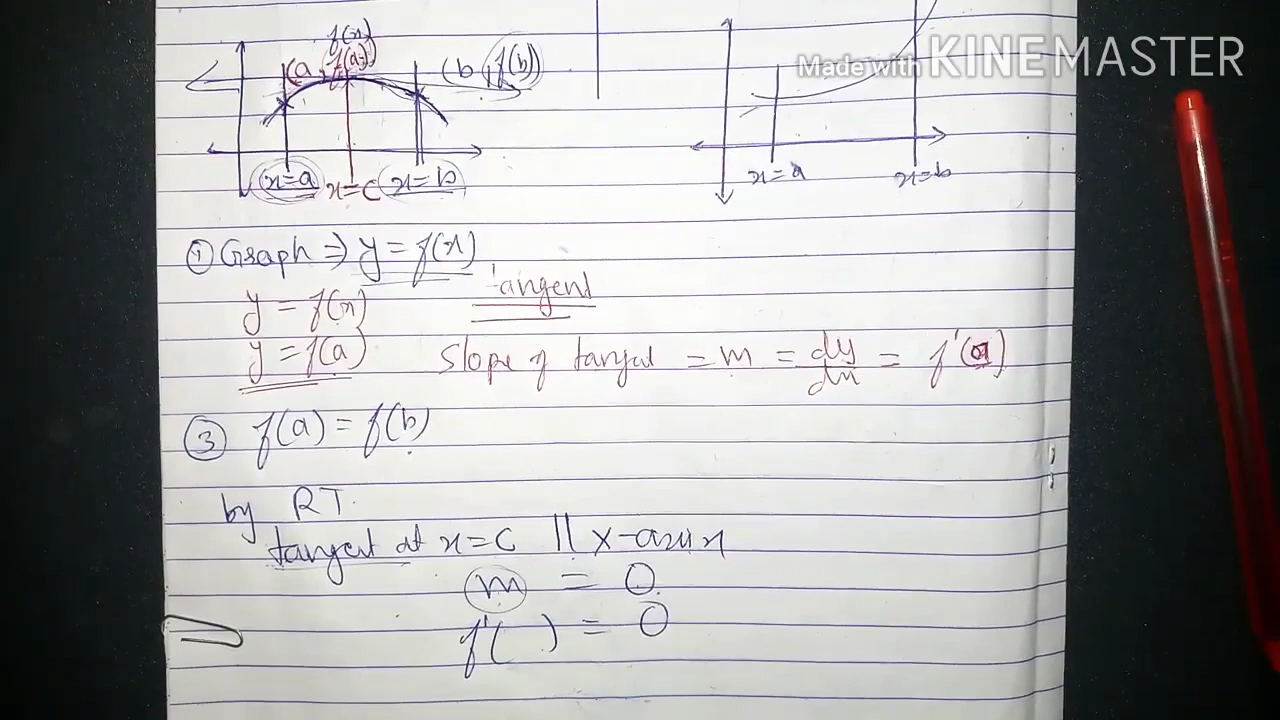 f(x)
(a, f(a))
(b, f(b))
x=a x=c x=b
Made with KINEMASTER
x=a x=b
① Graph ⇒ y = f(x)
y = f(x) tangent
y = f(a) Slope of tangent = m = dy/dx = f'(a)
③ f(a) = f(b)
by RT.
tangent at x=c || x-axis
m = 0
f'( ) = 0